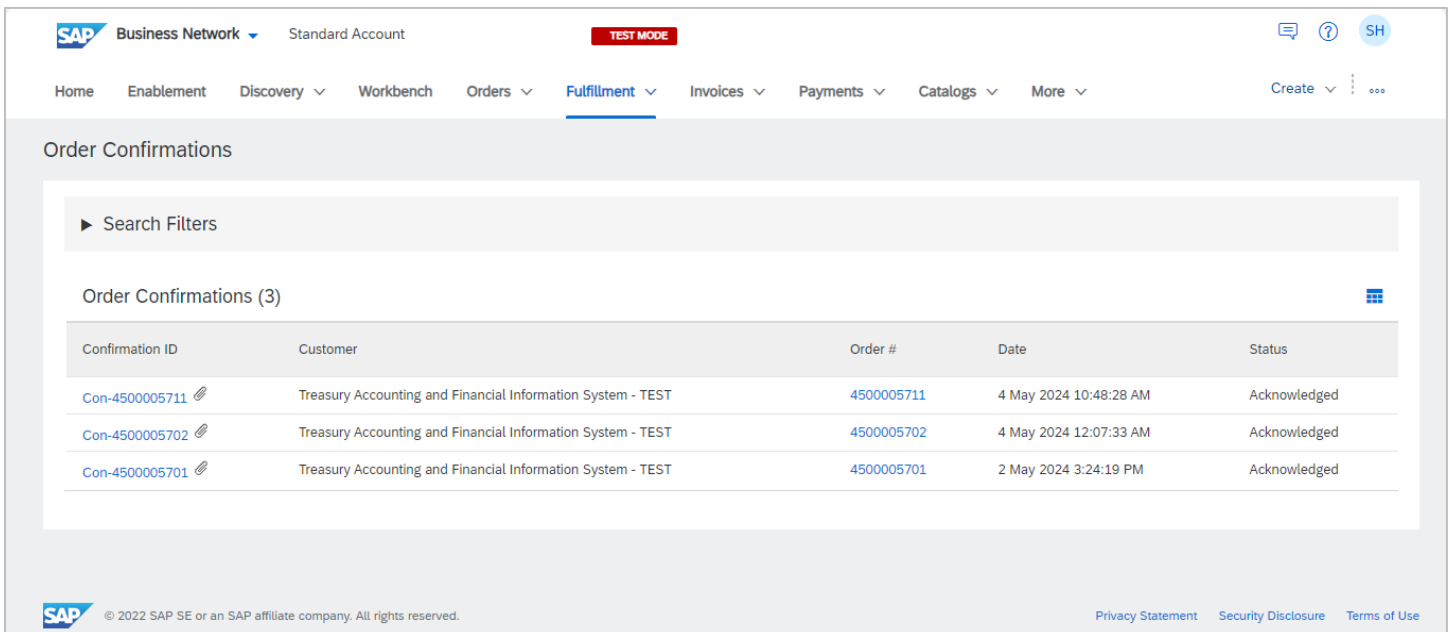 SAP Business Network Standard Account TEST MODE SH
Home Enablement Discovery Workbench Orders Fulfillment Invoices Payments Catalogs More Create
Order Confirmations
Search Filters
Order Confirmations (3)
Confirmation ID Customer Order # Date Status
Con-4500005711 Treasury Accounting and Financial Information System - TEST 4500005711 4 May 2024 10:48:28 AM Acknowledged
Con-4500005702 Treasury Accounting and Financial Information System - TEST 4500005702 4 May 2024 12:07:33 AM Acknowledged
Con-4500005701 Treasury Accounting and Financial Information System - TEST 4500005701 2 May 2024 3:24:19 PM Acknowledged
SAP © 2022 SAP SE or an SAP affiliate company. All rights reserved. Privacy Statement Security Disclosure Terms of Use